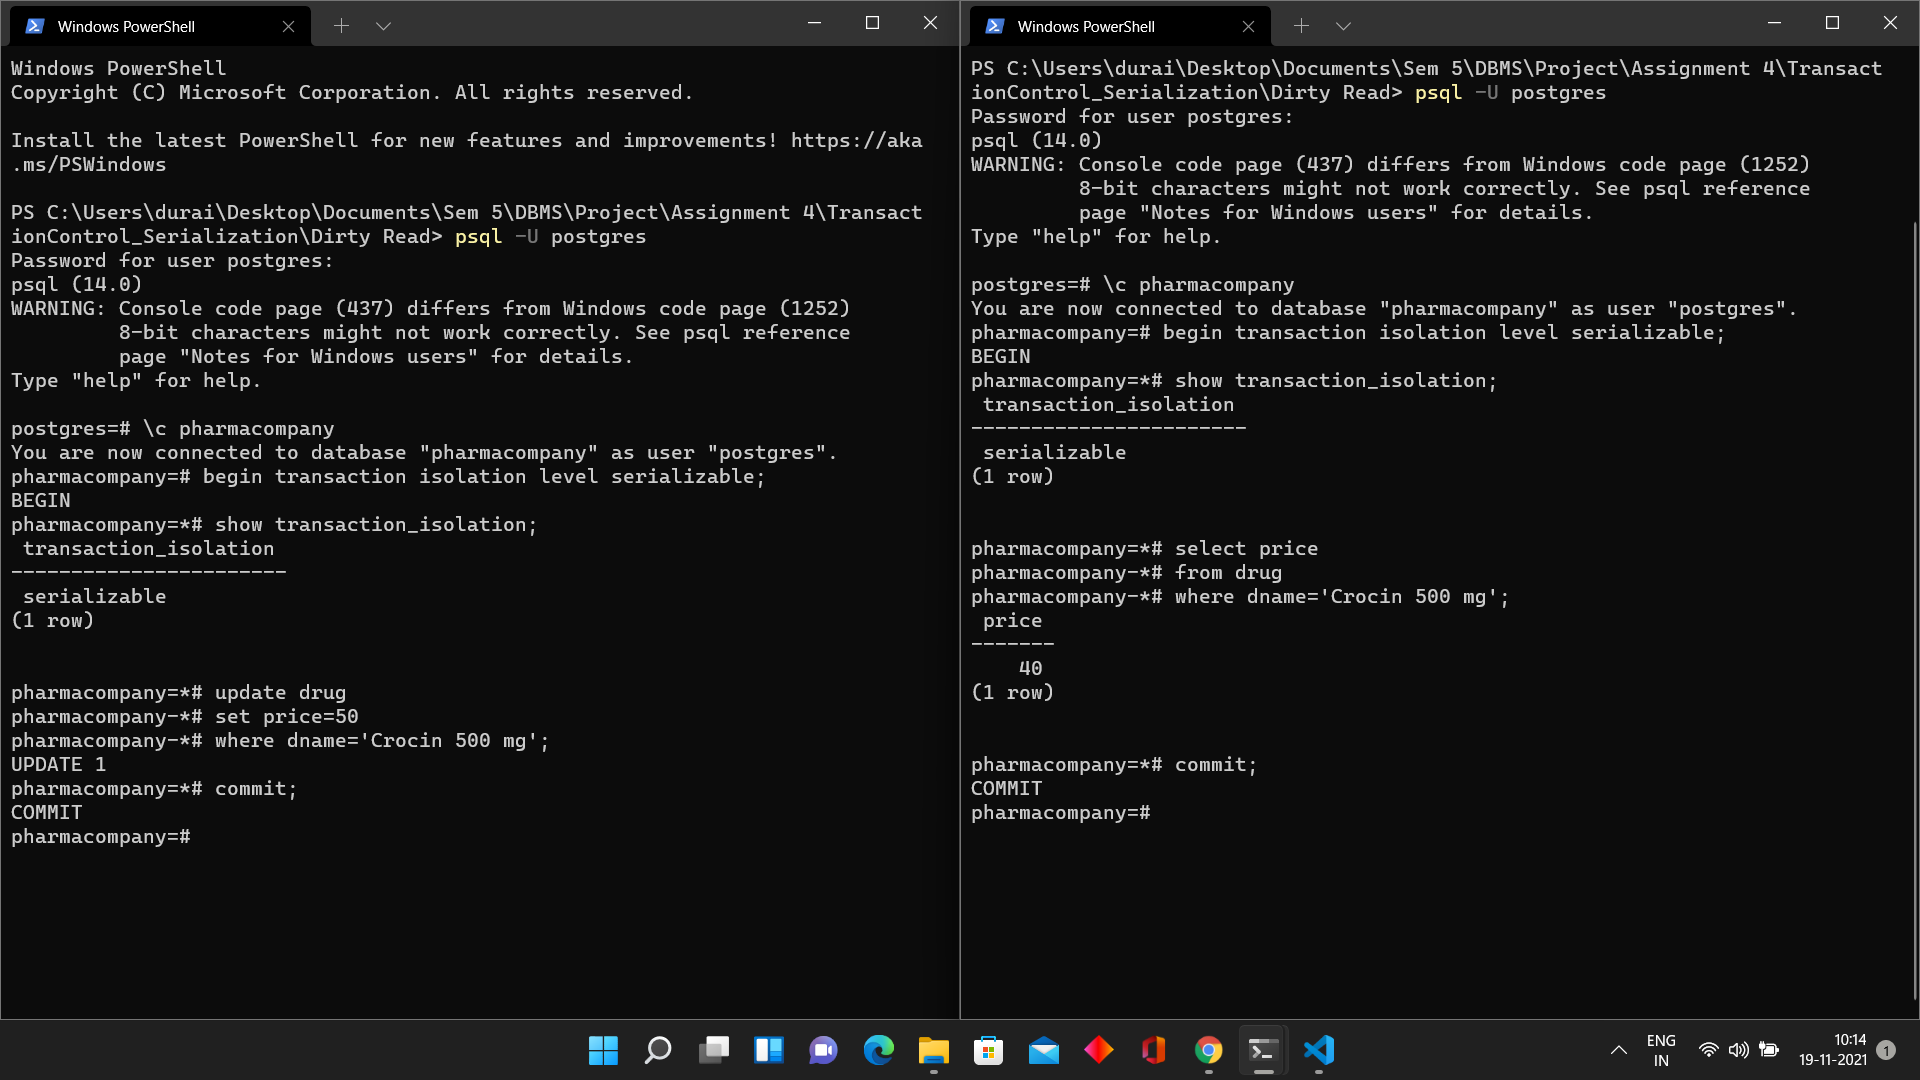 Windows PowerShell
Windows PowerShell
Copyright (C) Microsoft Corporation. All rights reserved.
Install the latest PowerShell for new features and improvements! https://aka
.ms/PSWindows
PS C:\Users\durai\Desktop\Documents\Sem 5\DBMS\Project\Assignment 4\Transact
ionControl_Serialization\Dirty Read> psql -U postgres
Password for user postgres:
psql (14.0)
WARNING: Console code page (437) differs from Windows code page (1252)
         8-bit characters might not work correctly. See psql reference
         page "Notes for Windows users" for details.
Type "help" for help.
postgres=# \c pharmacompany
You are now connected to database "pharmacompany" as user "postgres".
pharmacompany=# begin transaction isolation level serializable;
BEGIN
pharmacompany=*# show transaction_isolation;
 transaction_isolation
-----------------------
 serializable
(1 row)
pharmacompany=*# update drug
pharmacompany-*# set price=50
pharmacompany-*# where dname='Crocin 500 mg';
UPDATE 1
pharmacompany=*# commit;
COMMIT
pharmacompany=#
Windows PowerShell
PS C:\Users\durai\Desktop\Documents\Sem 5\DBMS\Project\Assignment 4\Transact
ionControl_Serialization\Dirty Read> psql -U postgres
Password for user postgres:
psql (14.0)
WARNING: Console code page (437) differs from Windows code page (1252)
         8-bit characters might not work correctly. See psql reference
         page "Notes for Windows users" for details.
Type "help" for help.
postgres=# \c pharmacompany
You are now connected to database "pharmacompany" as user "postgres".
pharmacompany=# begin transaction isolation level serializable;
BEGIN
pharmacompany=*# show transaction_isolation;
 transaction_isolation
-----------------------
 serializable
(1 row)
pharmacompany=*# select price
pharmacompany-*# from drug
pharmacompany-*# where dname='Crocin 500 mg';
 price
-------
    40
(1 row)
pharmacompany=*# commit;
COMMIT
pharmacompany=#
ENG
IN
10:14
19-11-2021
1